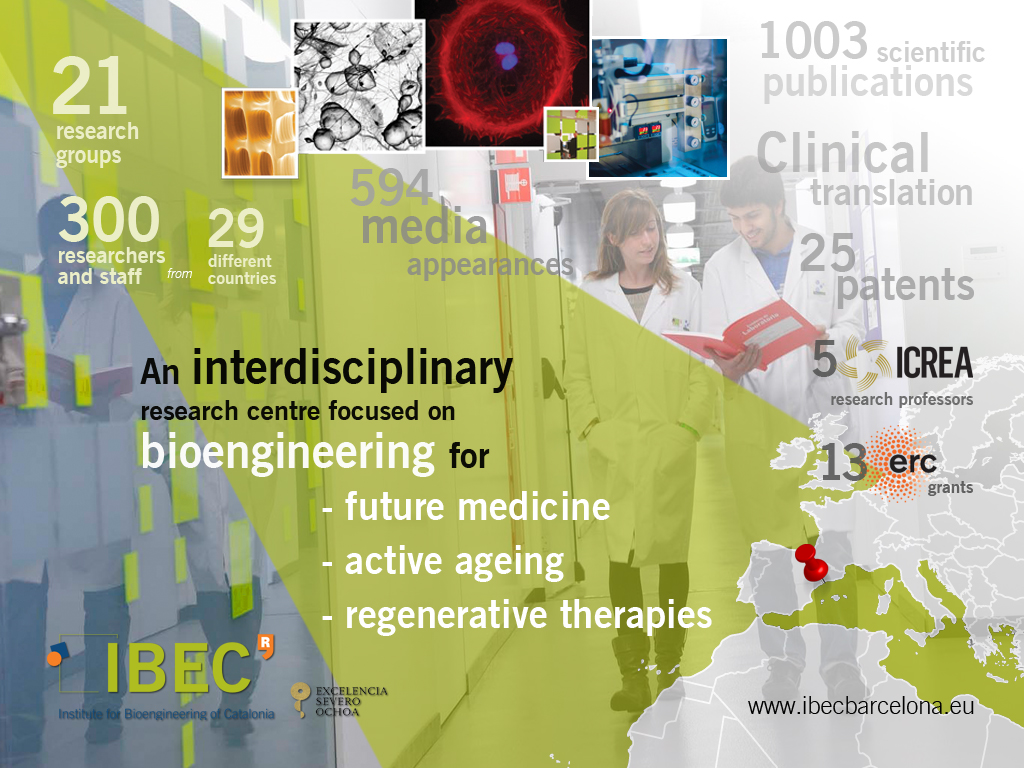 21
research
groups
300
researchers
and staff
from
29
different
countries
594
media
appearances
1003 scientific
publications
Clinical
translation
25
patents
5 ICREA
research professors
13 erc
grants
An interdisciplinary
research centre focused on
bioengineering for
- future medicine
- active ageing
- regenerative therapies
IBEC R
Institute for Bioengineering of Catalonia
EXCELENCIA
SEVERO
OCHOA
www.ibecbarcelona.eu